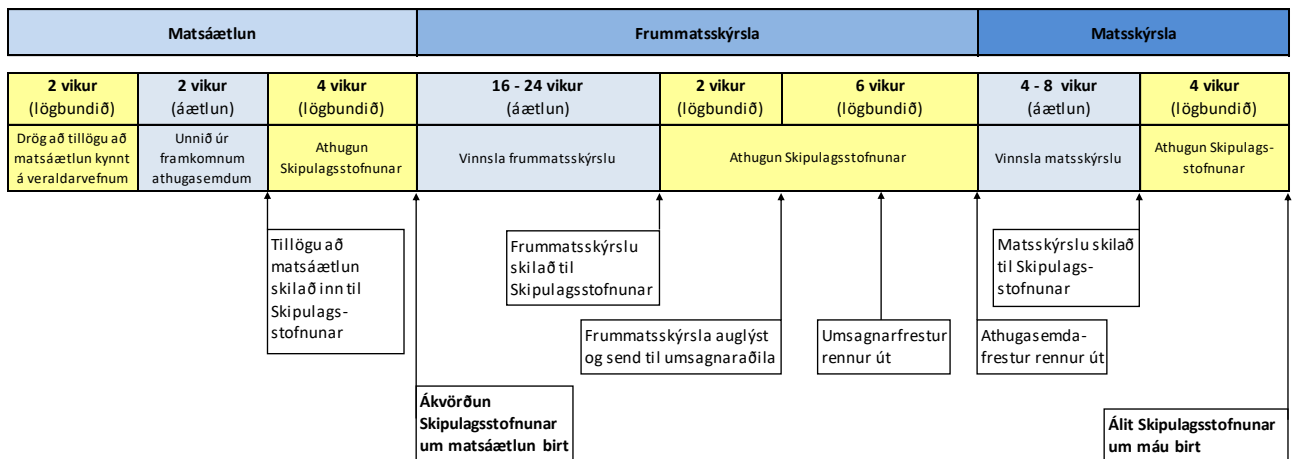 Matsáætlun
Frummatsskýrsla
Matsskýrsla
2 vikur
(lögbundið)
2 vikur
(áætlun)
4 vikur
(lögbundið)
16 - 24 vikur
(áætlun)
2 vikur
(lögbundið)
6 vikur
(lögbundið)
4 - 8 vikur
(áætlun)
4 vikur
(lögbundið)
Drög að tillögu að
matsáætlun kynnt
á veraldarvefnum
Unnið úr
framkomnum
athugasemdum
Athugun
Skipulagsstofnunar
Vinnsla frummatsskýrslu
Athugun Skipulagsstofnunar
Vinnsla matsskýrslu
Athugun Skipulags-
stofnunar
Tillögu að
matsáætlun
skilað inn til
Skipulags-
stofnunar
Frummatsskýrslu
skilað til
Skipulagsstofnunar
Matsskýrslu skilað
til Skipulags-
stofnunar
Frummatsskýrsla auglýst
og send til umsagnaraðila
Umsagnarfrestur
rennur út
Athugasemda-
frestur rennur út
Ákvörðun
Skipulagsstofnunar
um matsáætlun birt
Álit Skipulagsstofnunar
um máu birt